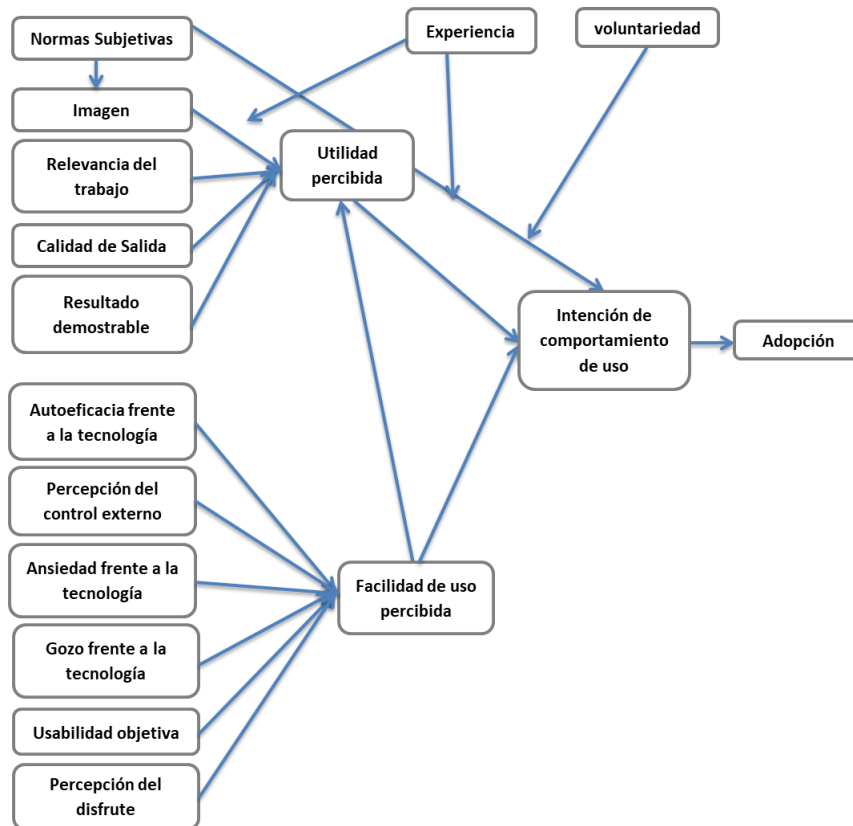 Normas Subjetivas
Experiencia
voluntariedad
Imagen
Relevancia del
trabajo
Utilidad
percibida
Calidad de Salida
Resultado
demostrable
Intención de
comportamiento
de uso
Adopción
Autoeficacia frente
a la tecnología
Percepción del
control externo
Ansiedad frente a la
tecnología
Facilidad de uso
percibida
Gozo frente a la
tecnología
Usabilidad objetiva
Percepción del
disfrute